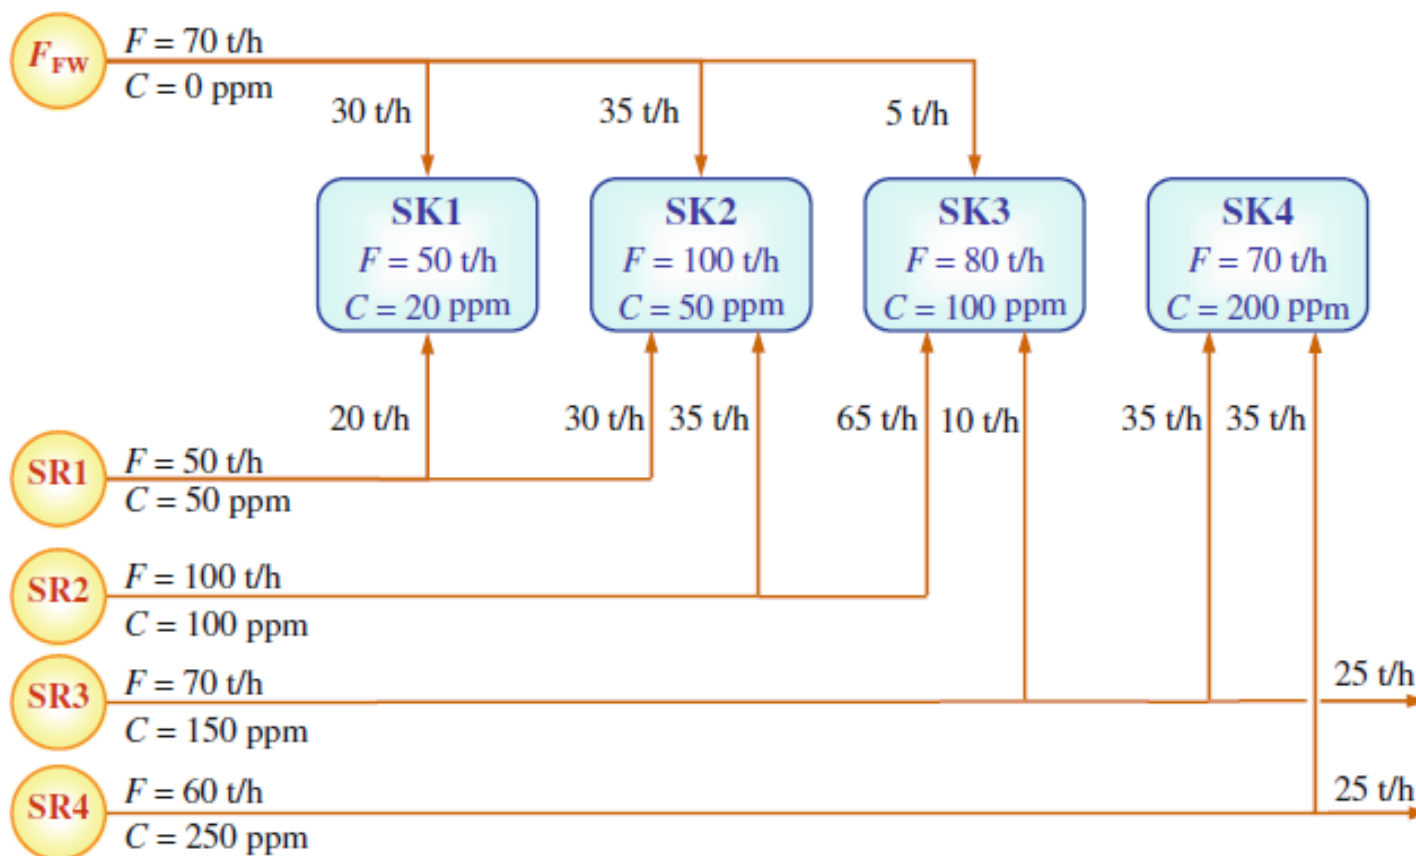 F_FW
F = 70 t/h
C = 0 ppm
30 t/h
35 t/h
5 t/h
SK1
F = 50 t/h
C = 20 ppm
SK2
F = 100 t/h
C = 50 ppm
SK3
F = 80 t/h
C = 100 ppm
SK4
F = 70 t/h
C = 200 ppm
20 t/h
30 t/h
35 t/h
65 t/h
10 t/h
35 t/h
35 t/h
SR1
F = 50 t/h
C = 50 ppm
SR2
F = 100 t/h
C = 100 ppm
SR3
F = 70 t/h
C = 150 ppm
25 t/h
SR4
F = 60 t/h
C = 250 ppm
25 t/h